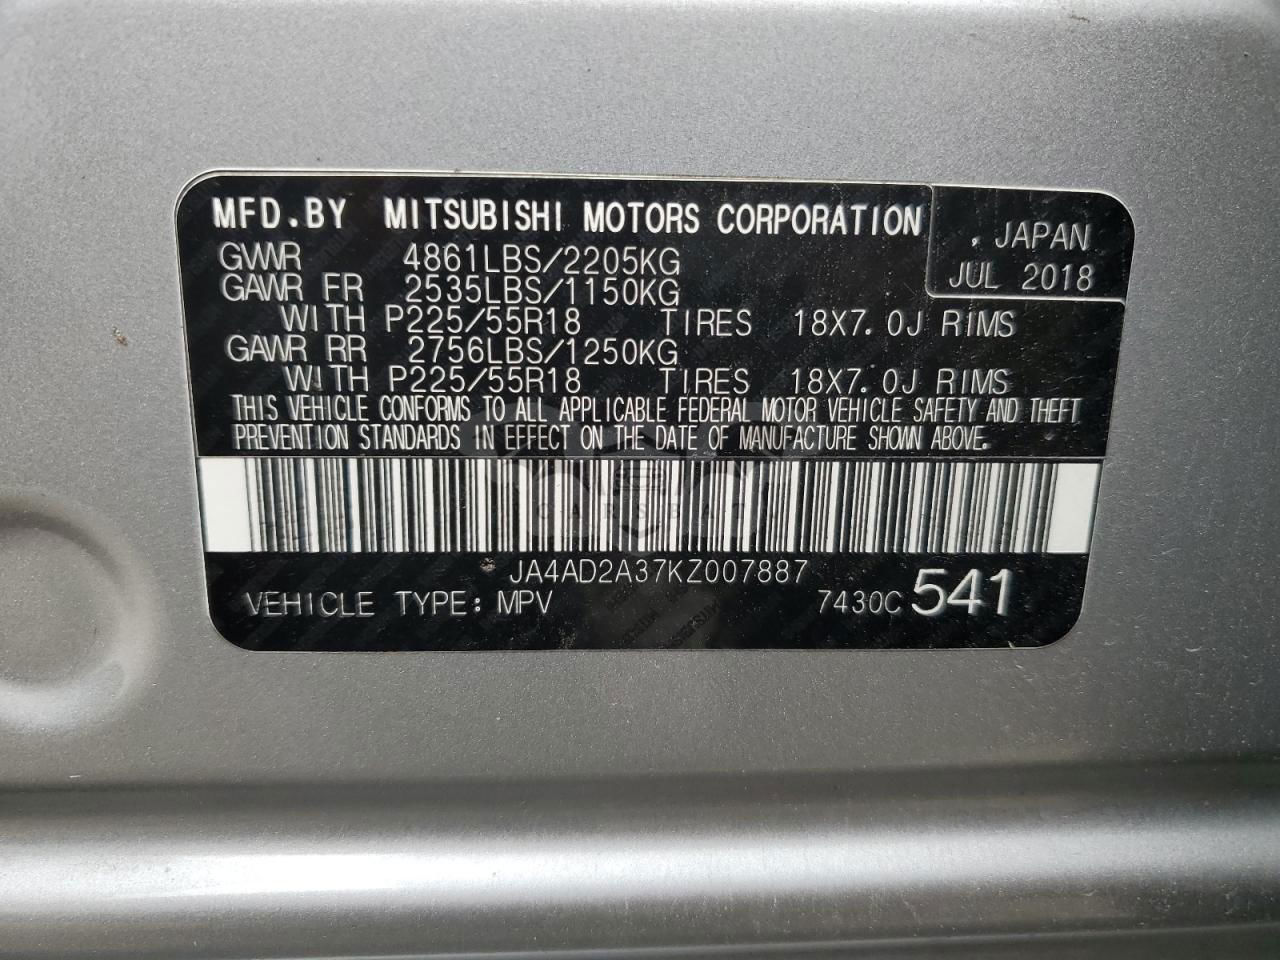 MFD.BY MITSUBISHI MOTORS CORPORATION
. JAPAN
JUL 2018
GVWR 4861LBS/2205KG
GAWR FR 2535LBS/1150KG
WITH P225/55R18 TIRES 18X7.0J RIMS
GAWR RR 2756LBS/1250KG
WITH P225/55R18 TIRES 18X7.0J RIMS
THIS VEHICLE CONFORMS TO ALL APPLICABLE FEDERAL MOTOR VEHICLE SAFETY AND THEFT
PREVENTION STANDARDS IN EFFECT ON THE DATE OF MANUFACTURE SHOWN ABOVE.
CARSBACK
JA4AD2A37KZ007887
VEHICLE TYPE: MPV 7430C 541